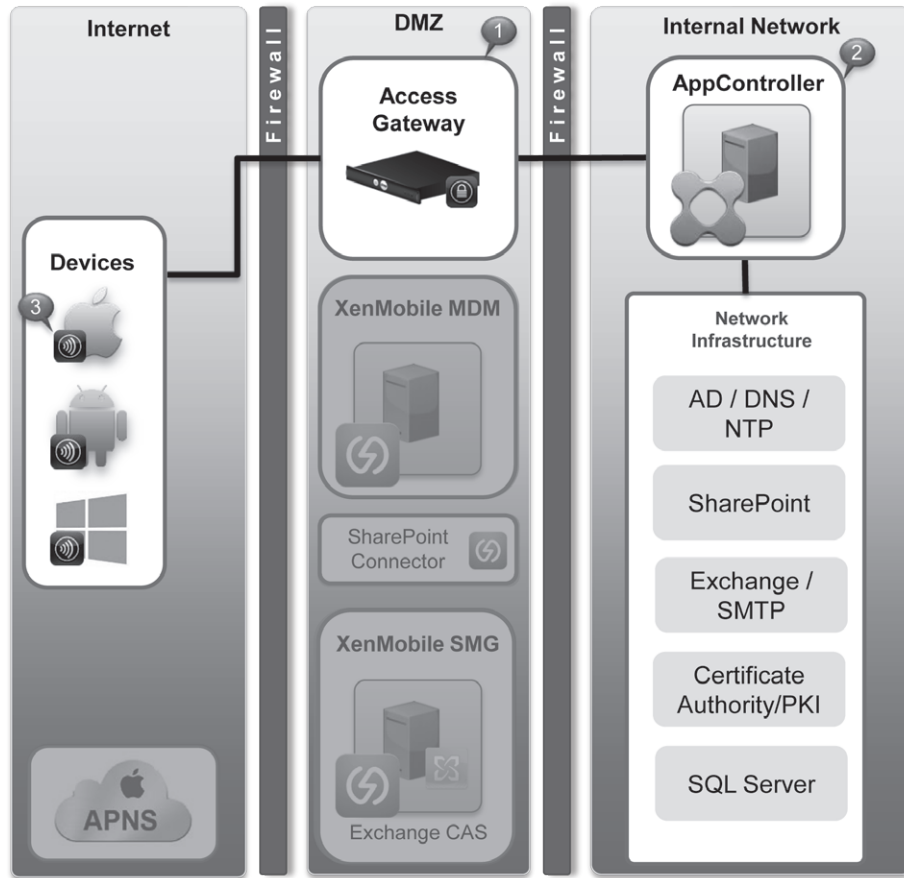 Internet
Firewall
DMZ
1
Firewall
Internal Network
2
Access
Gateway
AppController
Devices
3
XenMobile MDM
SharePoint
Connector
XenMobile SMG
Exchange CAS
APNS
Network
Infrastructure
AD / DNS /
NTP
SharePoint
Exchange /
SMTP
Certificate
Authority/PKI
SQL Server